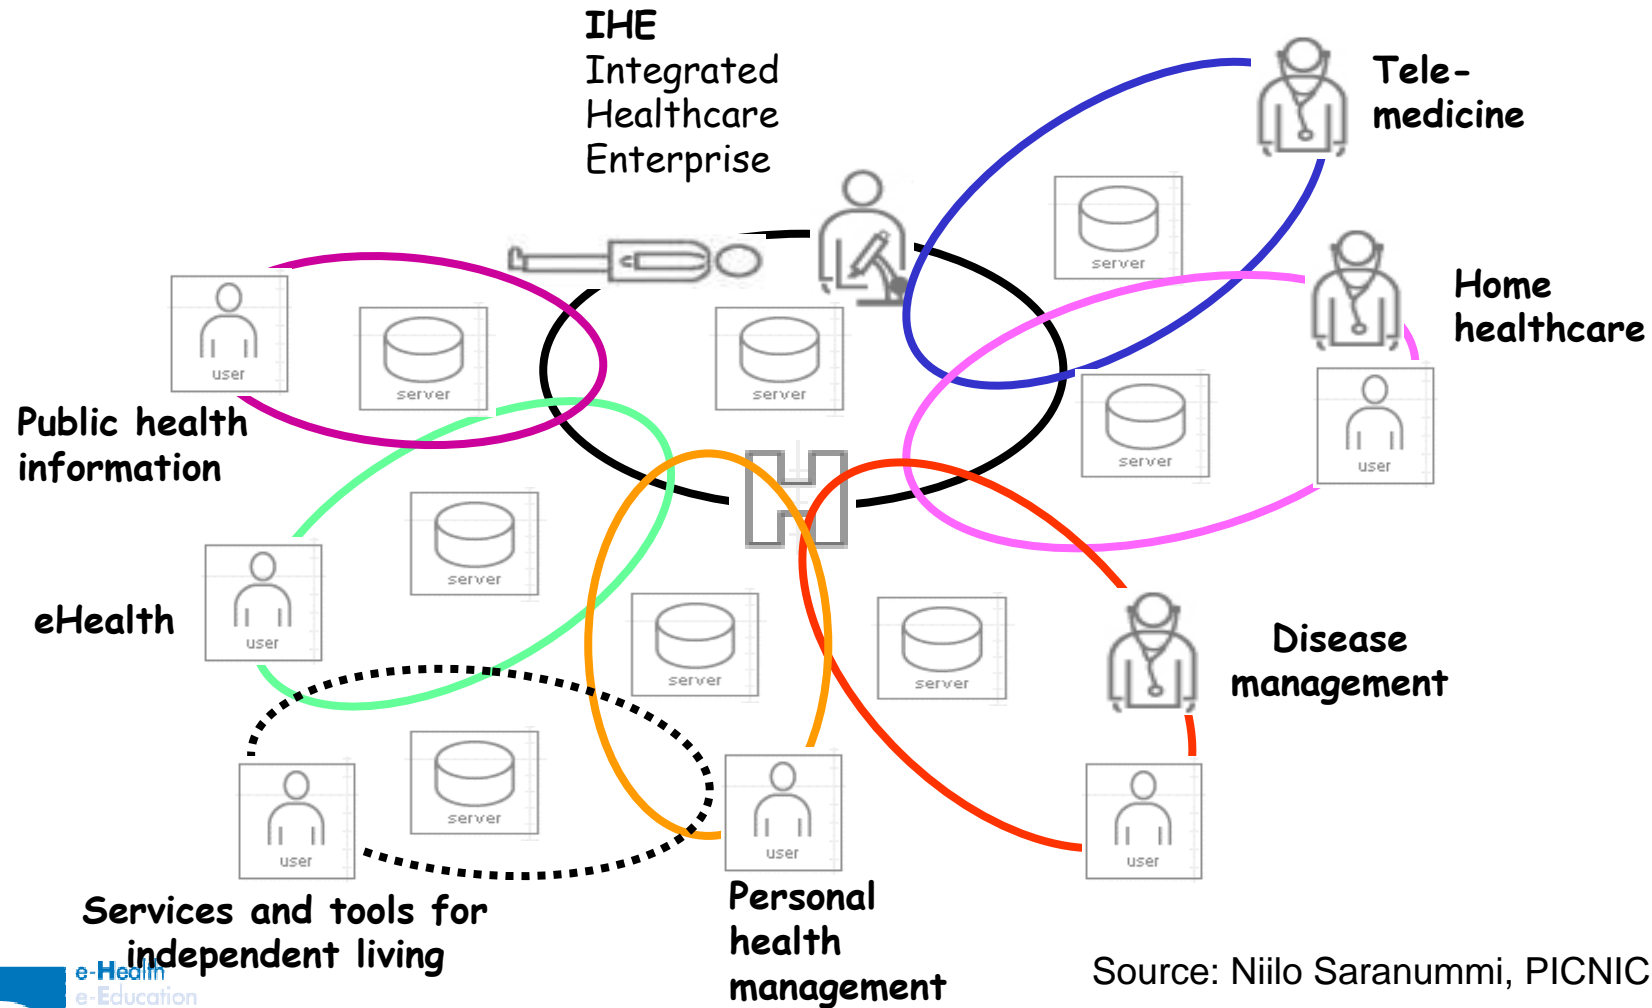 IHE
Integrated
Healthcare
Enterprise
Tele-
medicine
server
Home
healthcare
user
server
server
server
user
Public health
information
server
user
server
eHealth
user
server
server
Disease
management
server
user
user
user
Services and tools for
independent living
Personal
health
management
e-Health
e-Education
Source: Niilo Saranummi, PICNIC